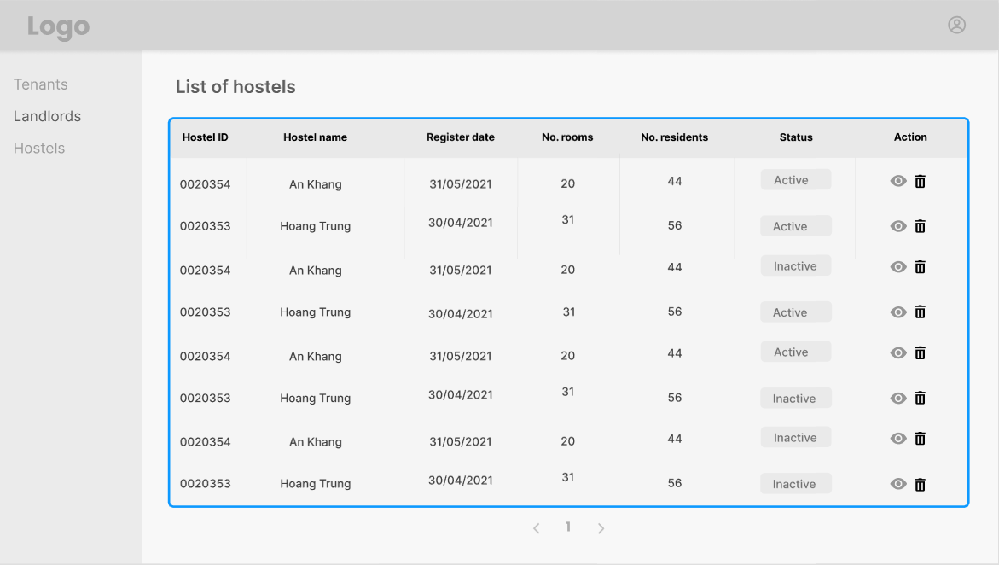 Logo
Tenants
Landlords
Hostels
List of hostels
Hostel ID Hostel name Register date No. rooms No. residents Status Action
0020354 An Khang 31/05/2021 20 44 Active
0020353 Hoang Trung 30/04/2021 31 56 Active
0020354 An Khang 31/05/2021 20 44 Inactive
0020353 Hoang Trung 30/04/2021 31 56 Active
0020354 An Khang 31/05/2021 20 44 Active
0020353 Hoang Trung 30/04/2021 31 56 Inactive
0020354 An Khang 31/05/2021 20 44 Inactive
0020353 Hoang Trung 30/04/2021 31 56 Inactive
1